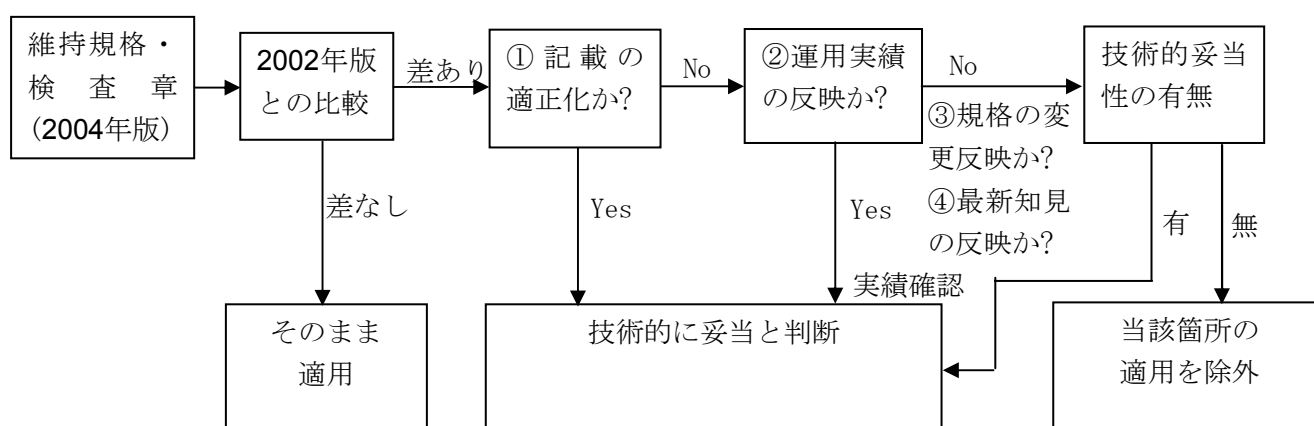 維持規格・
検査章
（2004年版）
2002年版
との比較
差あり
①記載の
適正化か?
No
②運用実績
の反映か?
No
③規格の変
更反映か?
④最新知見
の反映か?
技術的妥当
性の有無
差なし
Yes
Yes
実績確認
有
無
そのまま
適用
技術的に妥当と判断
当該箇所の
適用を除外